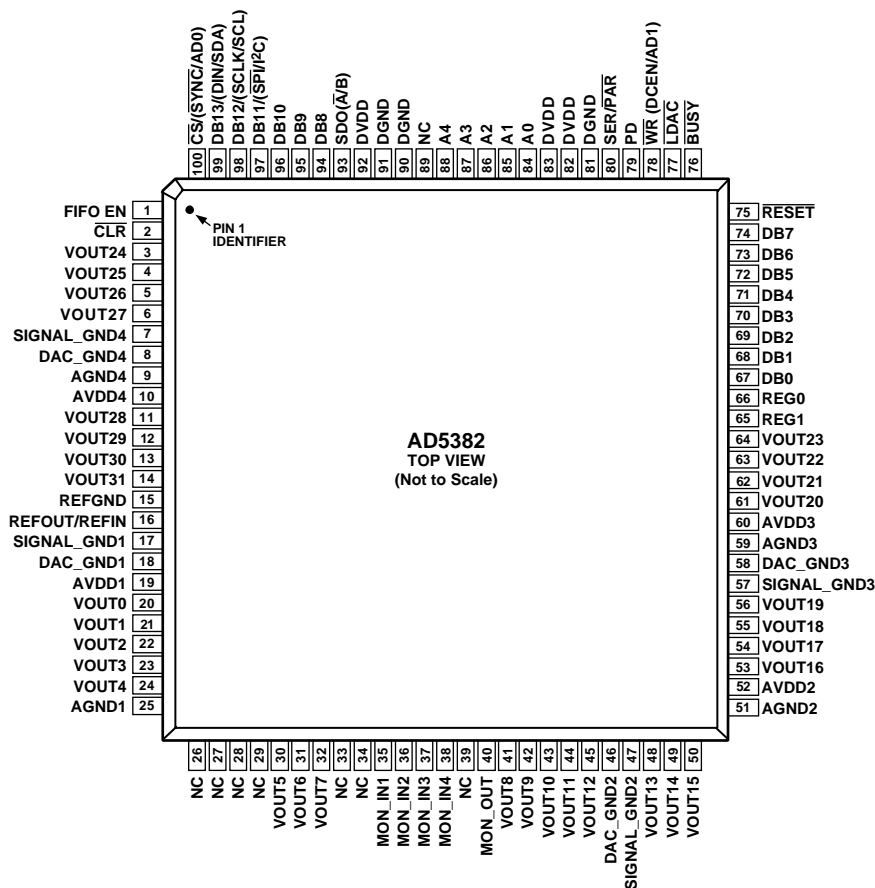 100 CS/(SYNC/AD0)
99 DB13/(DIN/SDA)
98 DB12/(SCLK/SCL)
97 DB11/(SPI/I²C)
96 DB10
95 DB9
94 DB8
93 SDO(A/B)
92 DVDD
91 DGND
90 DGND
89 NC
88 A4
87 A3
86 A2
85 A1
84 A0
83 DVDD
82 DVDD
81 DGND
80 SER/PAR
79 PD
78 WR (DCEN/AD1)
77 LDAC
76 BUSY
FIFO EN 1
CLR 2
VOUT24 3
VOUT25 4
VOUT26 5
VOUT27 6
SIGNAL_GND4 7
DAC_GND4 8
AGND4 9
AVDD4 10
VOUT28 11
VOUT29 12
VOUT30 13
VOUT31 14
REFGND 15
REFOUT/REFIN 16
SIGNAL_GND1 17
DAC_GND1 18
AVDD1 19
VOUT0 20
VOUT1 21
VOUT2 22
VOUT3 23
VOUT4 24
AGND1 25
PIN 1
IDENTIFIER
AD5382
TOP VIEW
(Not to Scale)
75 RESET
74 DB7
73 DB6
72 DB5
71 DB4
70 DB3
69 DB2
68 DB1
67 DB0
66 REG0
65 REG1
64 VOUT23
63 VOUT22
62 VOUT21
61 VOUT20
60 AVDD3
59 AGND3
58 DAC_GND3
57 SIGNAL_GND3
56 VOUT19
55 VOUT18
54 VOUT17
53 VOUT16
52 AVDD2
51 AGND2
NC 26
NC 27
NC 28
NC 29
VOUT5 30
VOUT6 31
VOUT7 32
NC 33
NC 34
MON_IN1 35
MON_IN2 36
MON_IN3 37
MON_IN4 38
NC 39
MON_OUT 40
VOUT8 41
VOUT9 42
VOUT10 43
VOUT11 44
VOUT12 45
DAC_GND2 46
SIGNAL_GND2 47
VOUT13 48
VOUT14 49
VOUT15 50